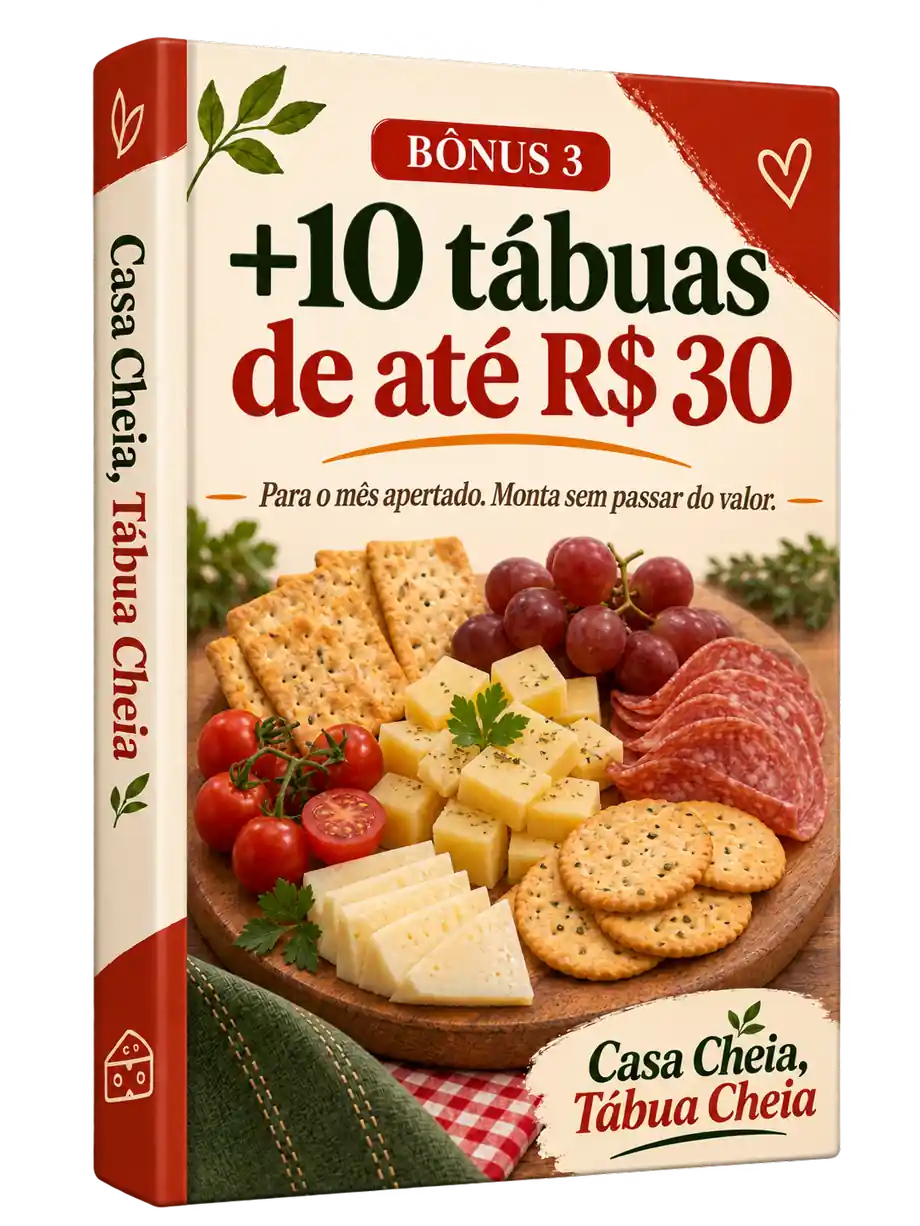 BÔNUS 3
+10 tábuas
de até R$ 30
Para o mês apertado. Monta sem passar do valor.
Casa Cheia, Tábua Cheia
Casa Cheia,
Tábua Cheia